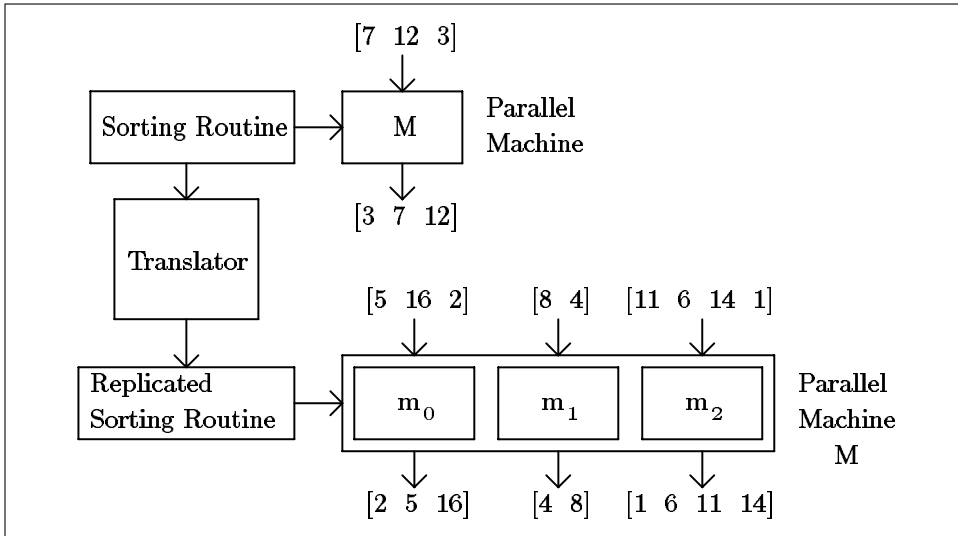 [7 12 3]
Sorting Routine
M
Parallel
Machine
[3 7 12]
Translator
[5 16 2]
[8 4]
[11 6 14 1]
Replicated
Sorting Routine
m₀
m₁
m₂
Parallel
Machine
M
[2 5 16]
[4 8]
[1 6 11 14]